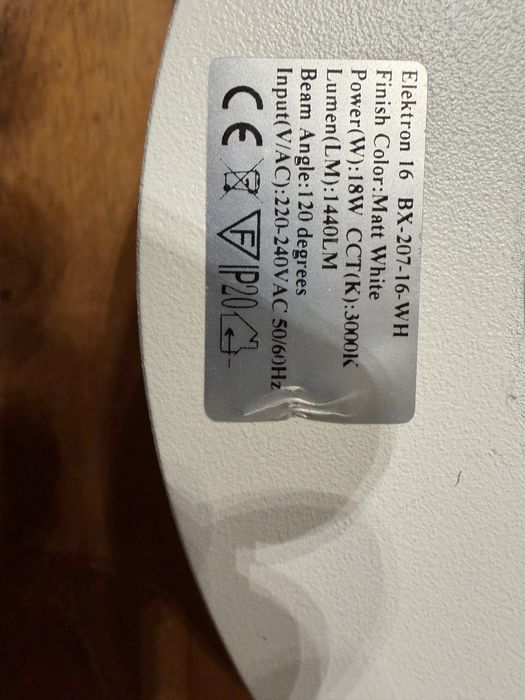 Elektron 16 BX-207-16-WH
Finish Color:Matt White
Power(W):18W CCT(K):3000K
Lumen(LM):1440LM
Beam Angle:120 degrees
Input(V/AC):220-240VAC 50/60Hz
CE F IP20